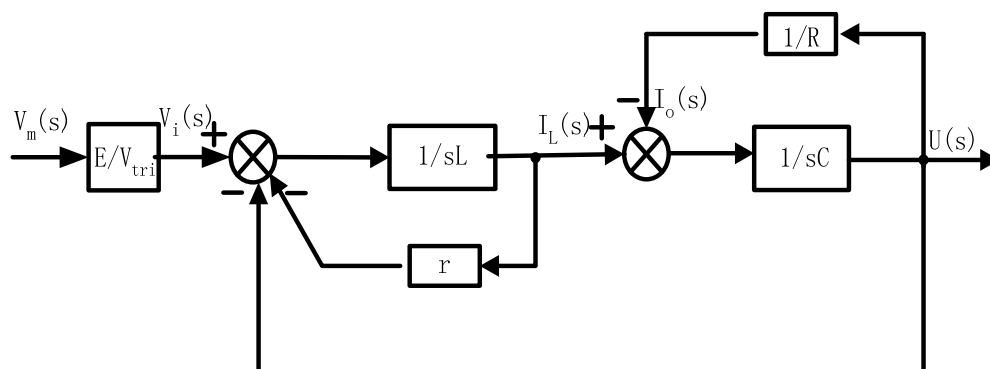 1/R
V_m(s)
V_i(s)
+
−
I_o(s)
I_L(s)
+
E/V_tri
1/sL
1/sC
U(s)
−
−
r